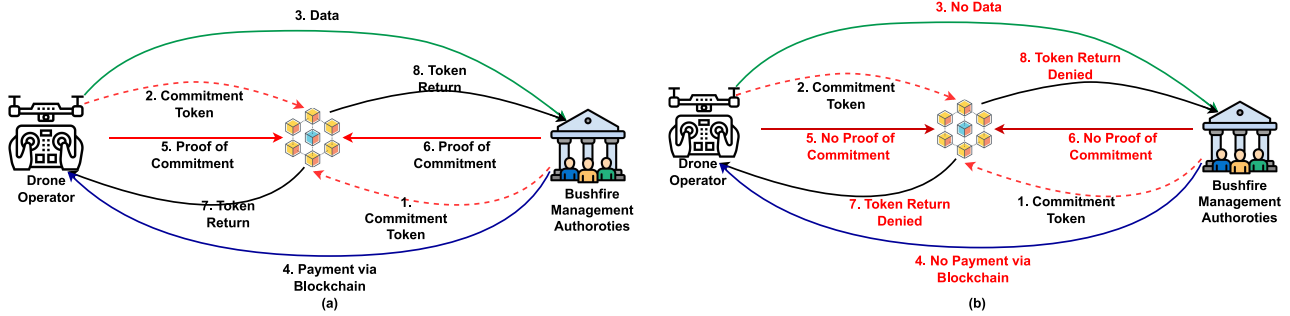 3. Data
8. Token
Return
2. Commitment
Token
5. Proof of
Commitment
6. Proof of
Commitment
Drone
Operator
7. Token
Return
1.
Commitment
Token
Bushfire
Management
Authoroties
4. Payment via
Blockchain
(a)
3. No Data
8. Token Return
Denied
2. Commitment
Token
5. No Proof of
Commitment
6. No Proof of
Commitment
Drone
Operator
7. Token Return
Denied
1. Commitment
Token
Bushfire
Management
Authoroties
4. No Payment via
Blockchain
(b)